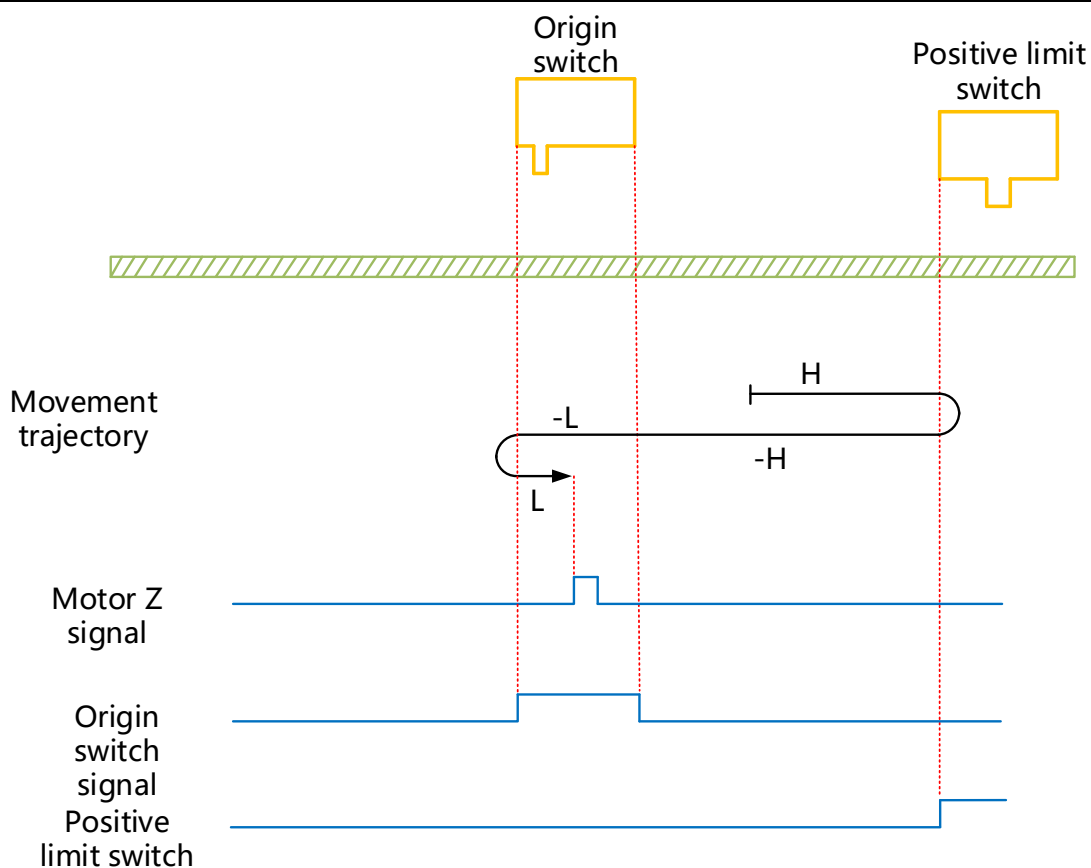 Origin
switch
Positive limit
switch
Movement
trajectory
H
-L
-H
L
Motor Z
signal
Origin
switch
signal
Positive
limit switch